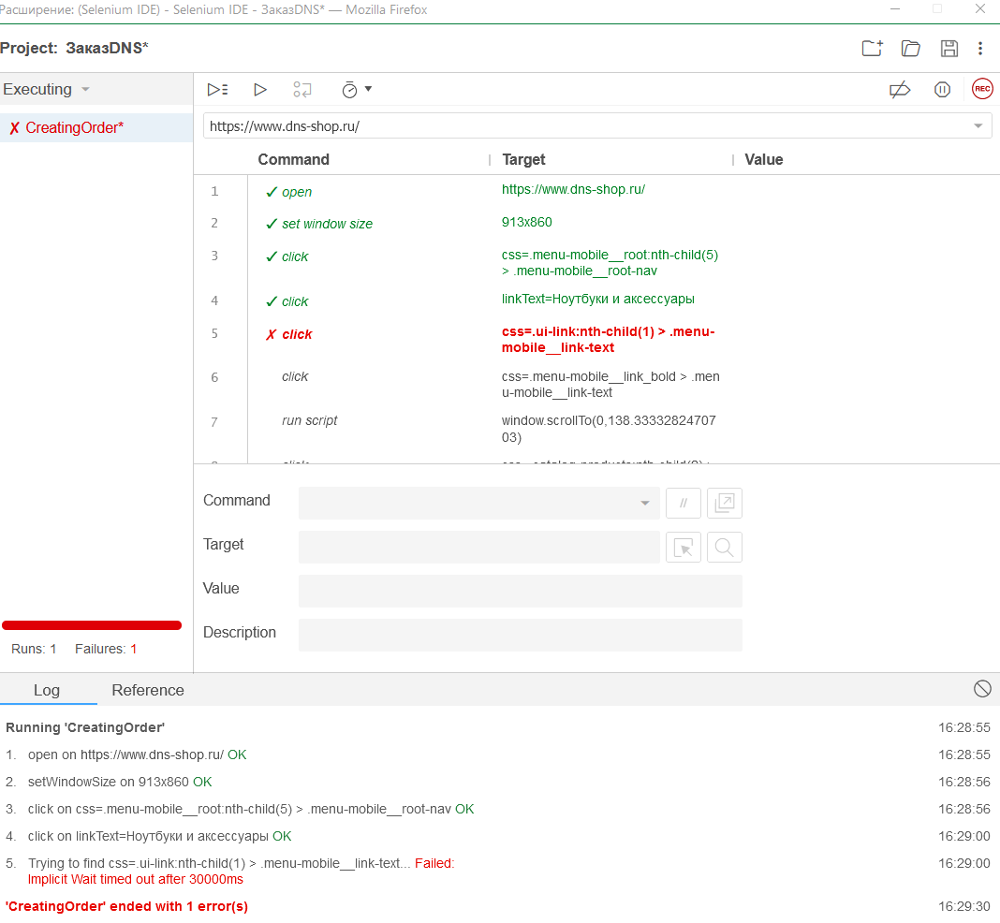 Расширение: (Selenium IDE) - Selenium IDE - ЗаказDNS* — Mozilla Firefox
Project: ЗаказDNS*
Executing
REC
✗ CreatingOrder*
https://www.dns-shop.ru/
Command Target Value
1 ✓ open https://www.dns-shop.ru/
2 ✓ set window size 913x860
3 ✓ click css=.menu-mobile__root:nth-child(5)
> .menu-mobile__root-nav
4 ✓ click linkText=Ноутбуки и аксессуары
5 ✗ click css=.ui-link:nth-child(1) > .menu-
mobile__link-text
6 click css=.menu-mobile__link_bold > .men
u-mobile__link-text
7 run script window.scrollTo(0,138.33332824707
03)
Command //
Target
Value
Description
Runs: 1 Failures: 1
Log Reference
Running 'CreatingOrder' 16:28:55
1. open on https://www.dns-shop.ru/ OK 16:28:55
2. setWindowSize on 913x860 OK 16:28:56
3. click on css=.menu-mobile__root:nth-child(5) > .menu-mobile__root-nav OK 16:28:56
4. click on linkText=Ноутбуки и аксессуары OK 16:29:00
5. Trying to find css=.ui-link:nth-child(1) > .menu-mobile__link-text... Failed: 16:29:00
Implicit Wait timed out after 30000ms
'CreatingOrder' ended with 1 error(s) 16:29:30